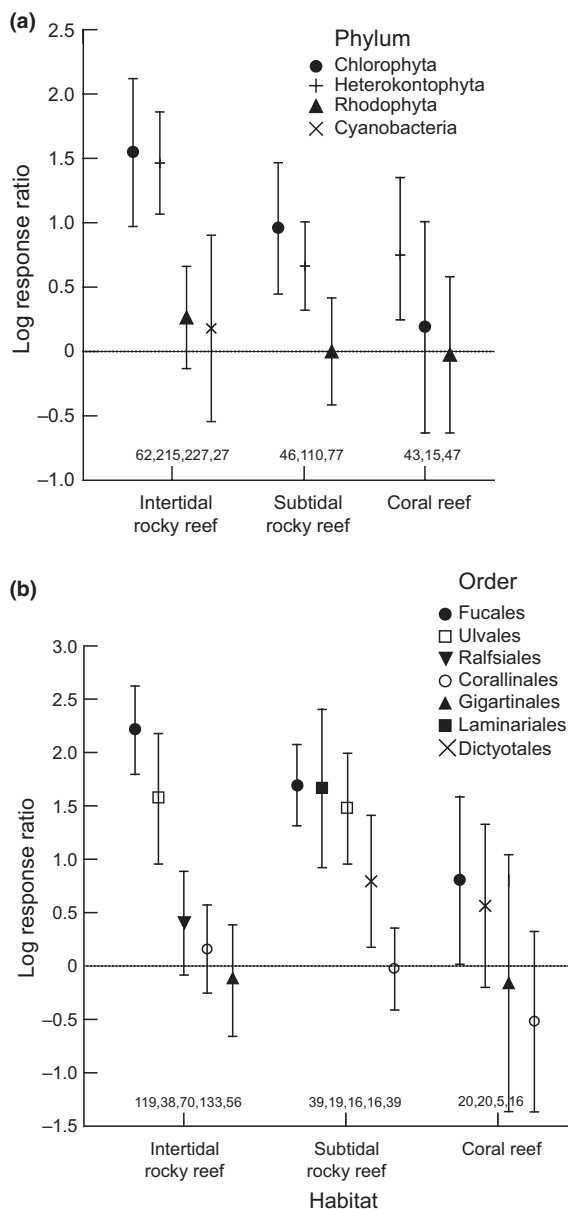 (a)
Phylum
Chlorophyta
Heterokontophyta
Rhodophyta
Cyanobacteria
Log response ratio
2.5
2.0
1.5
1.0
0.5
0
–0.5
–1.0
62,215,227,27
46,110,77
43,15,47
Intertidal
rocky reef
Subtidal
rocky reef
Coral reef
(b)
Order
Fucales
Ulvales
Ralfsiales
Corallinales
Gigartinales
Laminariales
Dictyotales
Log response ratio
3.0
2.5
2.0
1.5
1.0
0.5
0
–0.5
–1.0
–1.5
119,38,70,133,56
39,19,16,16,39
20,20,5,16
Intertidal
rocky reef
Subtidal
rocky reef
Coral reef
Habitat